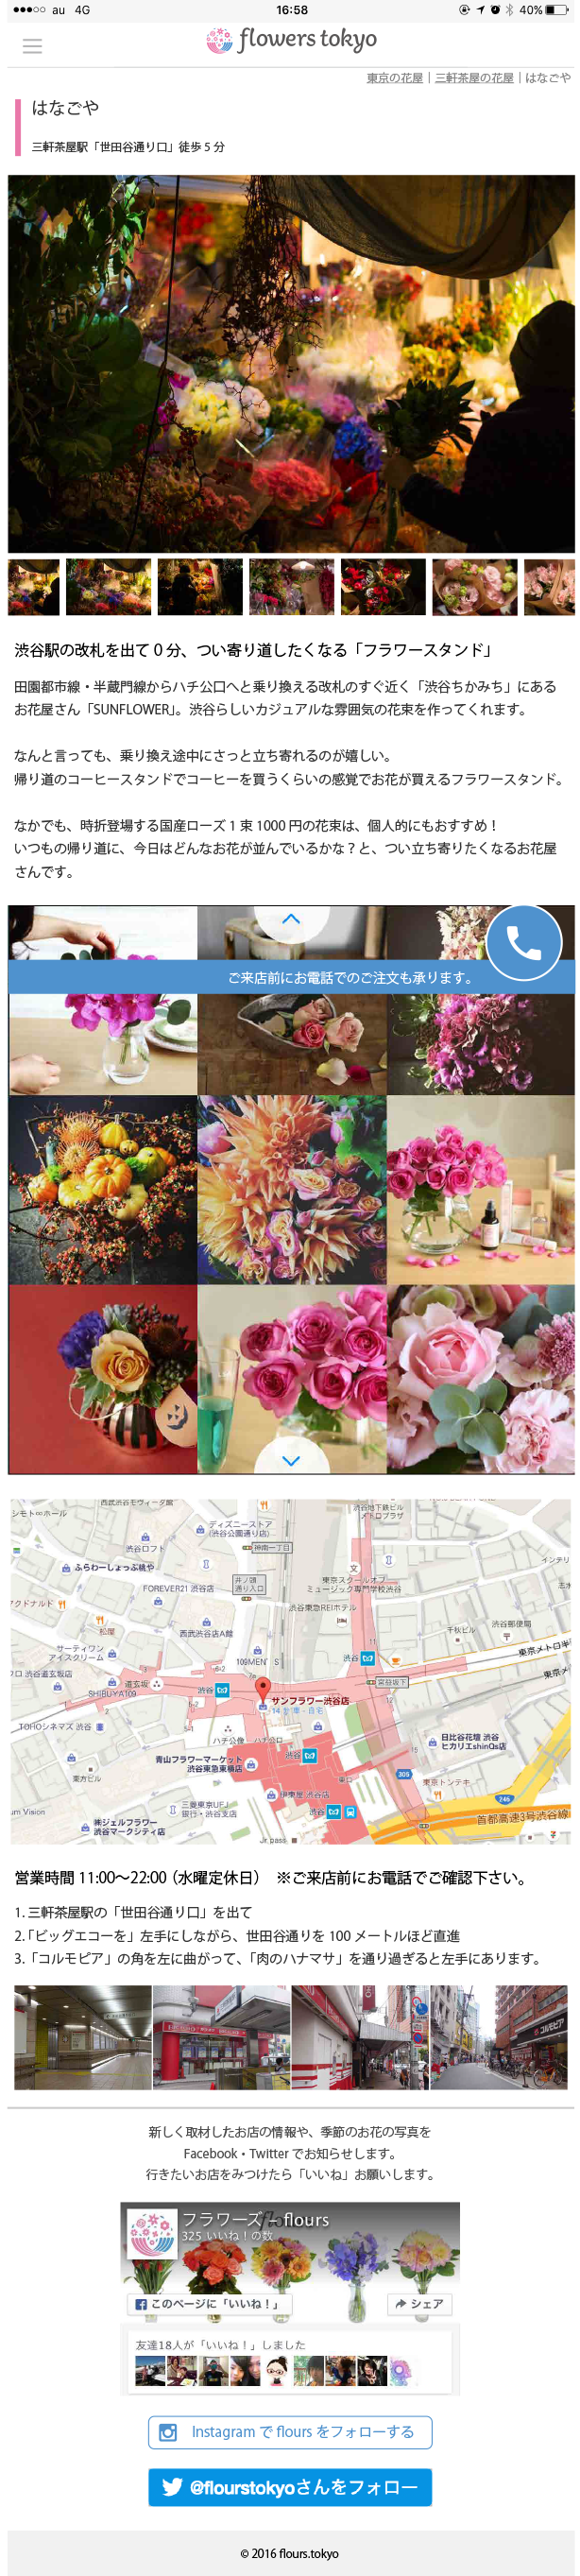 au 4G 16:58 40%
flowers tokyo
東京の花屋 | 三軒茶屋の花屋 | はなごや
はなごや
三軒茶屋駅「世田谷通り口」徒歩 5 分
渋谷駅の改札を出て 0 分、つい寄り道したくなる「フラワースタンド」
田園都市線・半蔵門線からハチ公口へと乗り換える改札のすぐ近く「渋谷ちかみち」にある
お花屋さん「SUNFLOWER」。渋谷らしいカジュアルな雰囲気の花束を作ってくれます。
なんと言っても、乗り換え途中にさっと立ち寄れるのが嬉しい。
帰り道のコーヒースタンドでコーヒーを買うくらいの感覚でお花が買えるフラワースタンド。
なかでも、時折登場する国産ローズ 1 束 1000 円の花束は、個人的にもおすすめ！
いつもの帰り道に、今日はどんなお花が並んでいるかな？と、つい立ち寄りたくなるお花屋
さんです。
ご来店前にお電話でのご注文も承ります。
西武渋谷モヴィーダ館
渋谷地下鉄ビル
メトロプラザ
シモト∞ホール
ディズニーストア
(渋谷公園通り店)
渋谷ロフト
神南一丁目
ふらわーしょっぷ桃や
井ノ頭
通り入口
東京スクールオブ
ミュージック専門学校渋谷
インテリ
FOREVER21 渋谷店
マクドナルド
渋谷東急REIホテル
松屋
西武渋谷店A館
渋谷郵便局
千秋ビル
サーティワン
アイスクリーム
109MEN'S
渋谷
東京メトロ半
渋谷道玄坂店
道玄坂
SHIBUYA109
渋谷
宮益坂下
東京メ
サンフラワー渋谷店
TOHOシネマズ 渋谷
ハチ公像
ハチ公口
日比谷花壇 渋谷
ヒカリエShinQs店
青山フラワーマーケット
渋谷東急東横店
渋谷
東方ビル
東口
305
東京トンテキ
伊東屋 渋谷店
246
um Vision
三菱東京UFJ
銀行・渋谷支店
渋谷
首都高速3号渋谷線
㈱ジェルフラワー
渋谷マークシティ店
営業時間 11:00〜22:00（水曜定休日） ※ご来店前にお電話でご確認下さい。
1. 三軒茶屋駅の「世田谷通り口」を出て
2.「ビッグエコーを」左手にしながら、世田谷通りを 100 メートルほど直進
3.「コルモピア」の角を左に曲がって、「肉のハナマサ」を通り過ぎると左手にあります。
コルモピア
新しく取材したお店の情報や、季節のお花の写真を
Facebook・Twitter でお知らせします。
行きたいお店をみつけたら「いいね」お願いします。
フラワーズ – flours
325 いいね！の数
このページに「いいね！」
シェア
友達18人が「いいね！」しました
Instagram で flours をフォローする
@flourstokyoさんをフォロー
© 2016 flours.tokyo